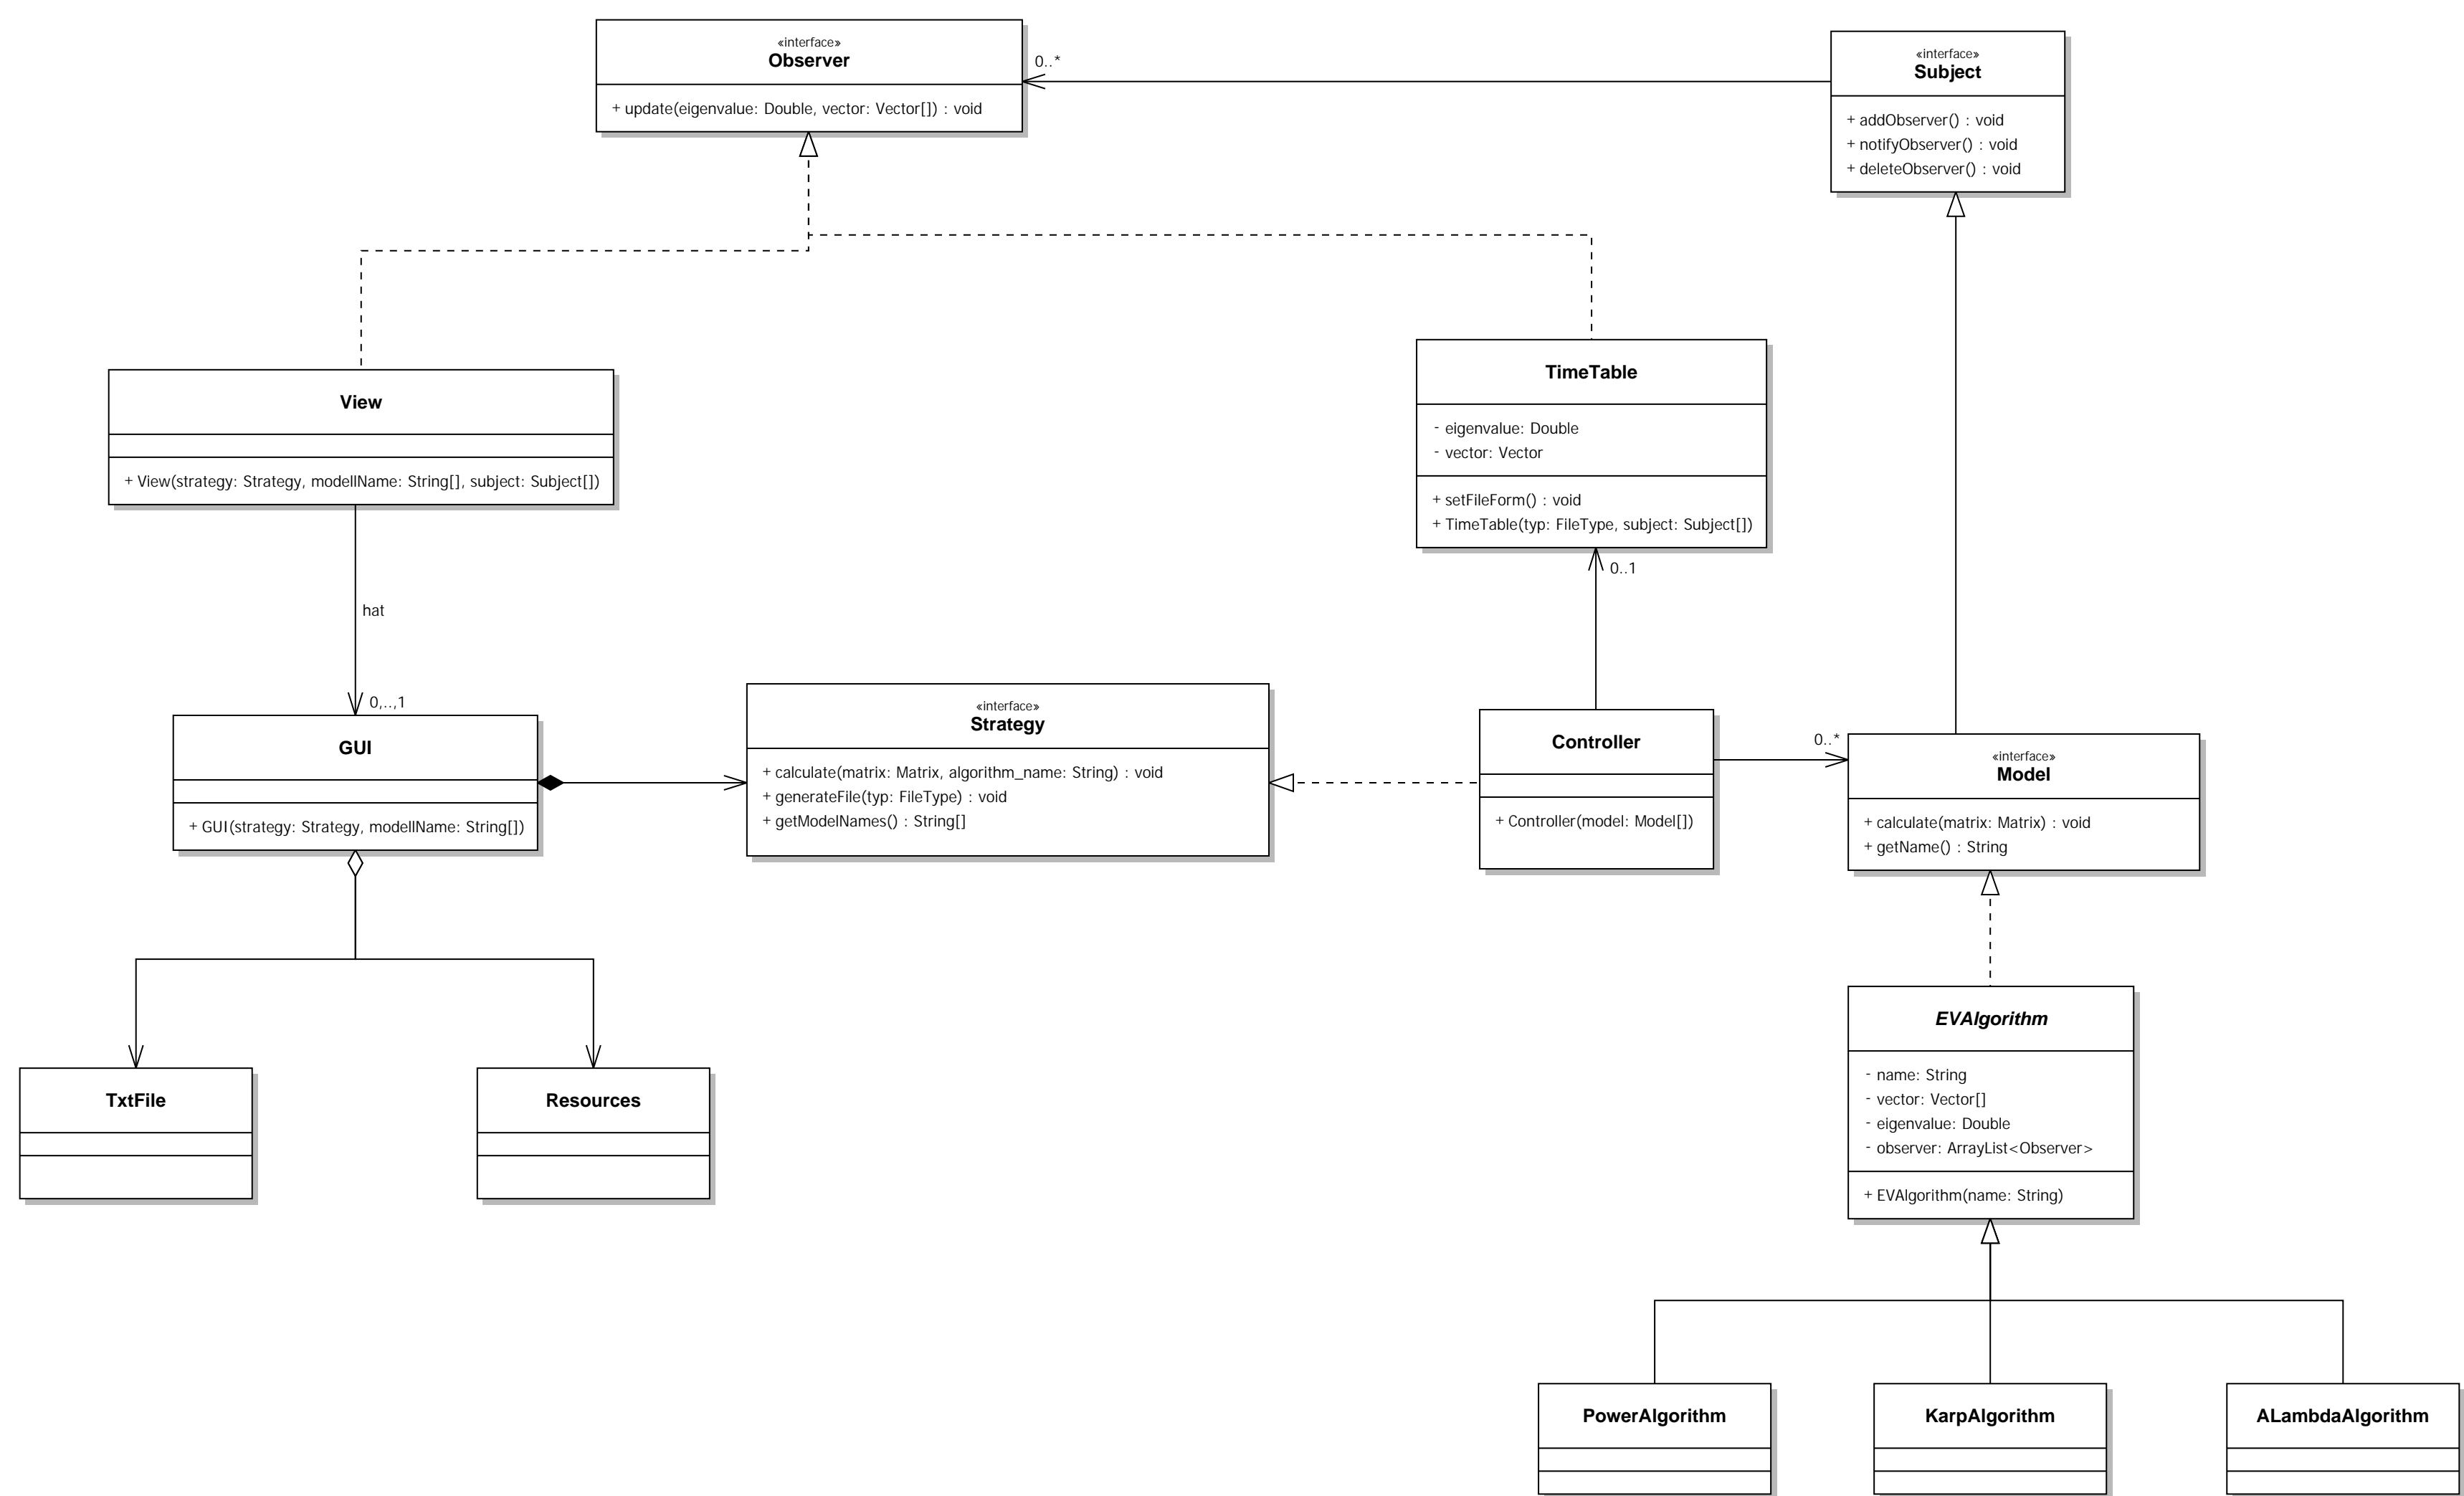 «interface»
Observer
+ update(eigenvalue: Double, vector: Vector[]) : void
0..*
«interface»
Subject
+ addObserver() : void
+ notifyObserver() : void
+ deleteObserver() : void
View
+ View(strategy: Strategy, modellName: String[], subject: Subject[])
TimeTable
- eigenvalue: Double
- vector: Vector
+ setFileForm() : void
+ TimeTable(typ: FileType, subject: Subject[])
0..1
hat
0,..,1
GUI
+ GUI(strategy: Strategy, modellName: String[])
«interface»
Strategy
+ calculate(matrix: Matrix, algorithm_name: String) : void
+ generateFile(typ: FileType) : void
+ getModelNames() : String[]
Controller
+ Controller(model: Model[])
0..*
«interface»
Model
+ calculate(matrix: Matrix) : void
+ getName() : String
EVAlgorithm
- name: String
- vector: Vector[]
- eigenvalue: Double
- observer: ArrayList<Observer>
+ EVAlgorithm(name: String)
TxtFile
Resources
PowerAlgorithm
KarpAlgorithm
ALambdaAlgorithm